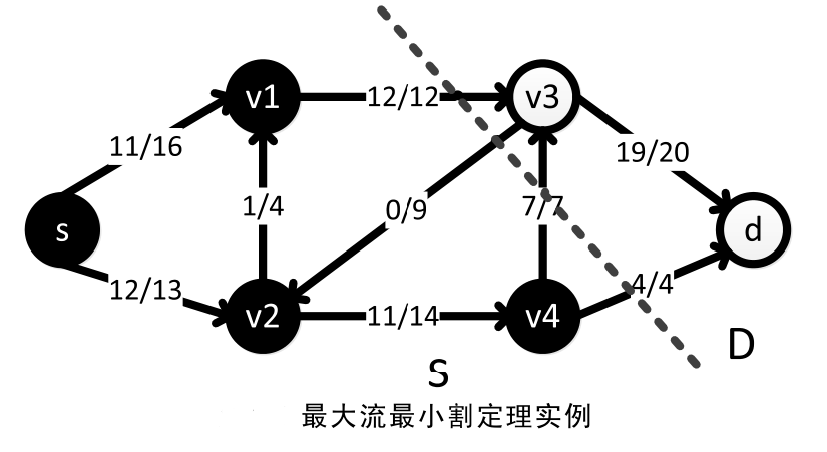 v1
12/12
v3
11/16
19/20
s
1/4
0/9
7/7
d
12/13
4/4
v2
11/14
v4
D
S
最大流最小割定理实例